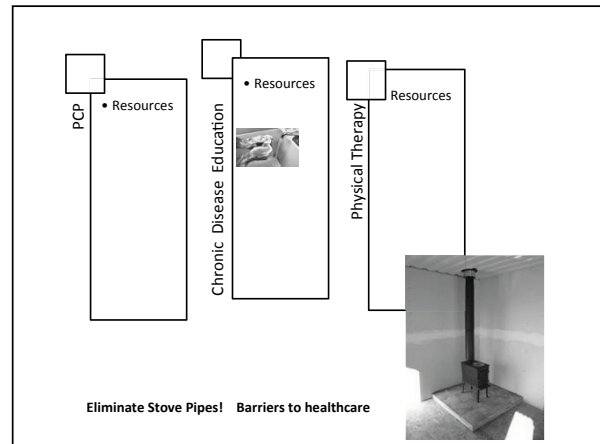 PCP
• Resources
Chronic Disease Education
• Resources
Physical Therapy
Resources
Eliminate Stove Pipes! Barriers to healthcare